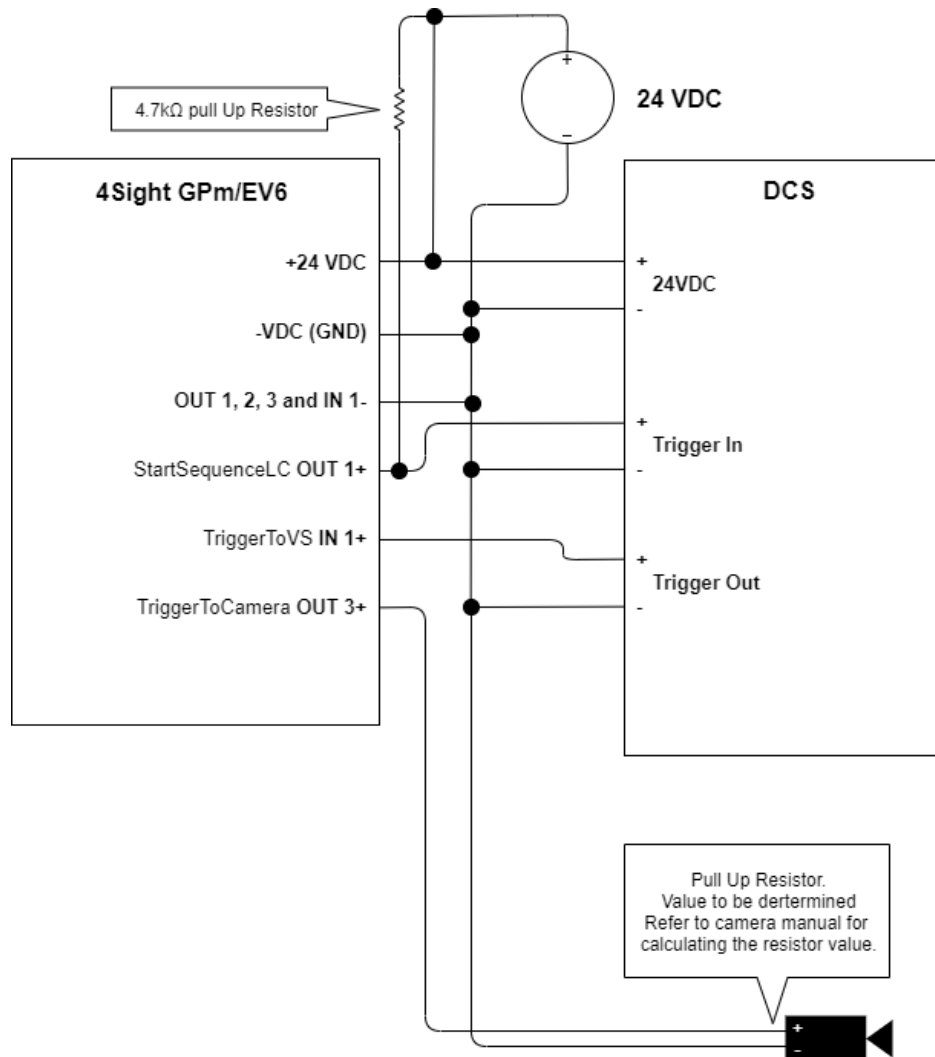 +
24 VDC
4.7kΩ pull Up Resistor
-
4Sight GPm/EV6
DCS
+24 VDC
+
24VDC
-
-VDC (GND)
OUT 1, 2, 3 and IN 1-
+
Trigger In
StartSequenceLC OUT 1+
-
TriggerToVS IN 1+
+
Trigger Out
TriggerToCamera OUT 3+
-
Pull Up Resistor.
Value to be dertermined
Refer to camera manual for
calculating the resistor value.
+
-